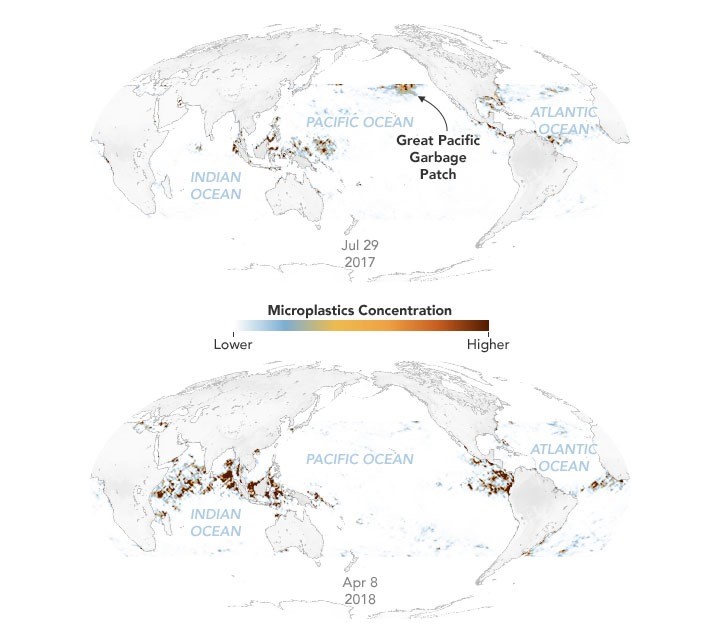 PACIFIC OCEAN
ATLANTIC
OCEAN
Great Pacific
Garbage
Patch
INDIAN
OCEAN
Jul 29
2017
Microplastics Concentration
Lower
Higher
PACIFIC OCEAN
ATLANTIC
OCEAN
INDIAN
OCEAN
Apr 8
2018